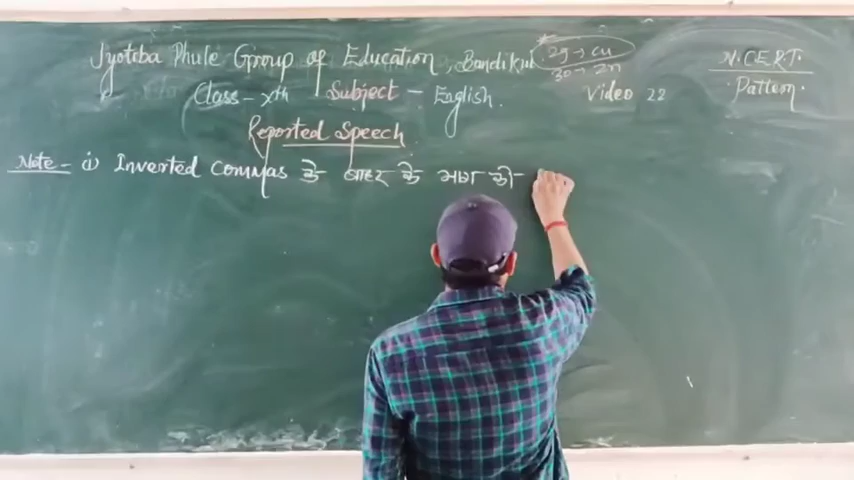 Jyotiba Phule Group of Education, Bandikui
N.C.E.R.T.
Pattern
Class - Xth Subject - English.
Video 22
Reported Speech
Note - (i) Inverted commas के बाहर के भाग को